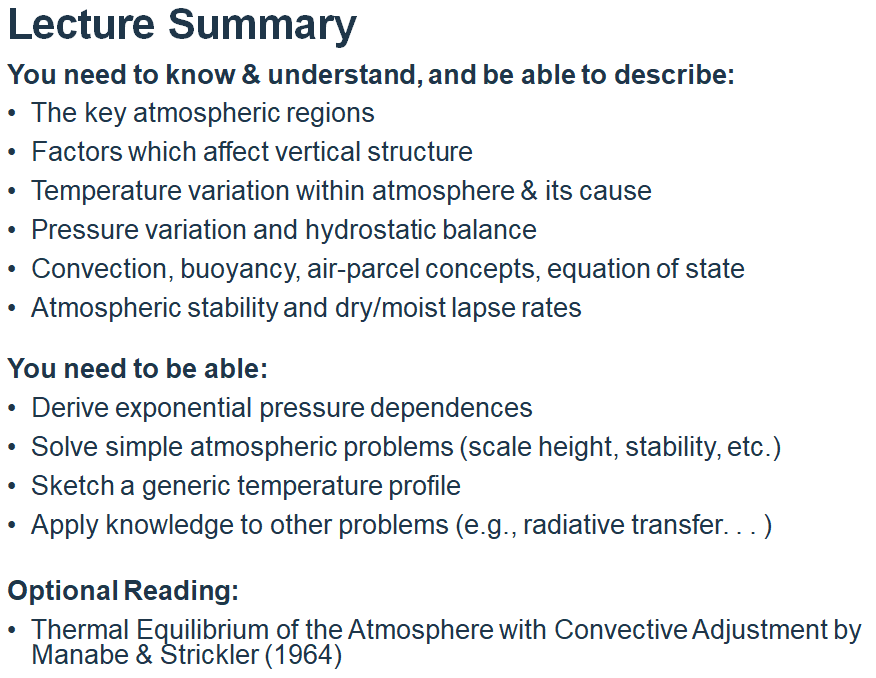 Lecture Summary
You need to know & understand, and be able to describe:
• The key atmospheric regions
• Factors which affect vertical structure
• Temperature variation within atmosphere & its cause
• Pressure variation and hydrostatic balance
• Convection, buoyancy, air-parcel concepts, equation of state
• Atmospheric stability and dry/moist lapse rates
You need to be able:
• Derive exponential pressure dependences
• Solve simple atmospheric problems (scale height, stability, etc.)
• Sketch a generic temperature profile
• Apply knowledge to other problems (e.g., radiative transfer. . . )
Optional Reading:
• Thermal Equilibrium of the Atmosphere with Convective Adjustment by
Manabe & Strickler (1964)